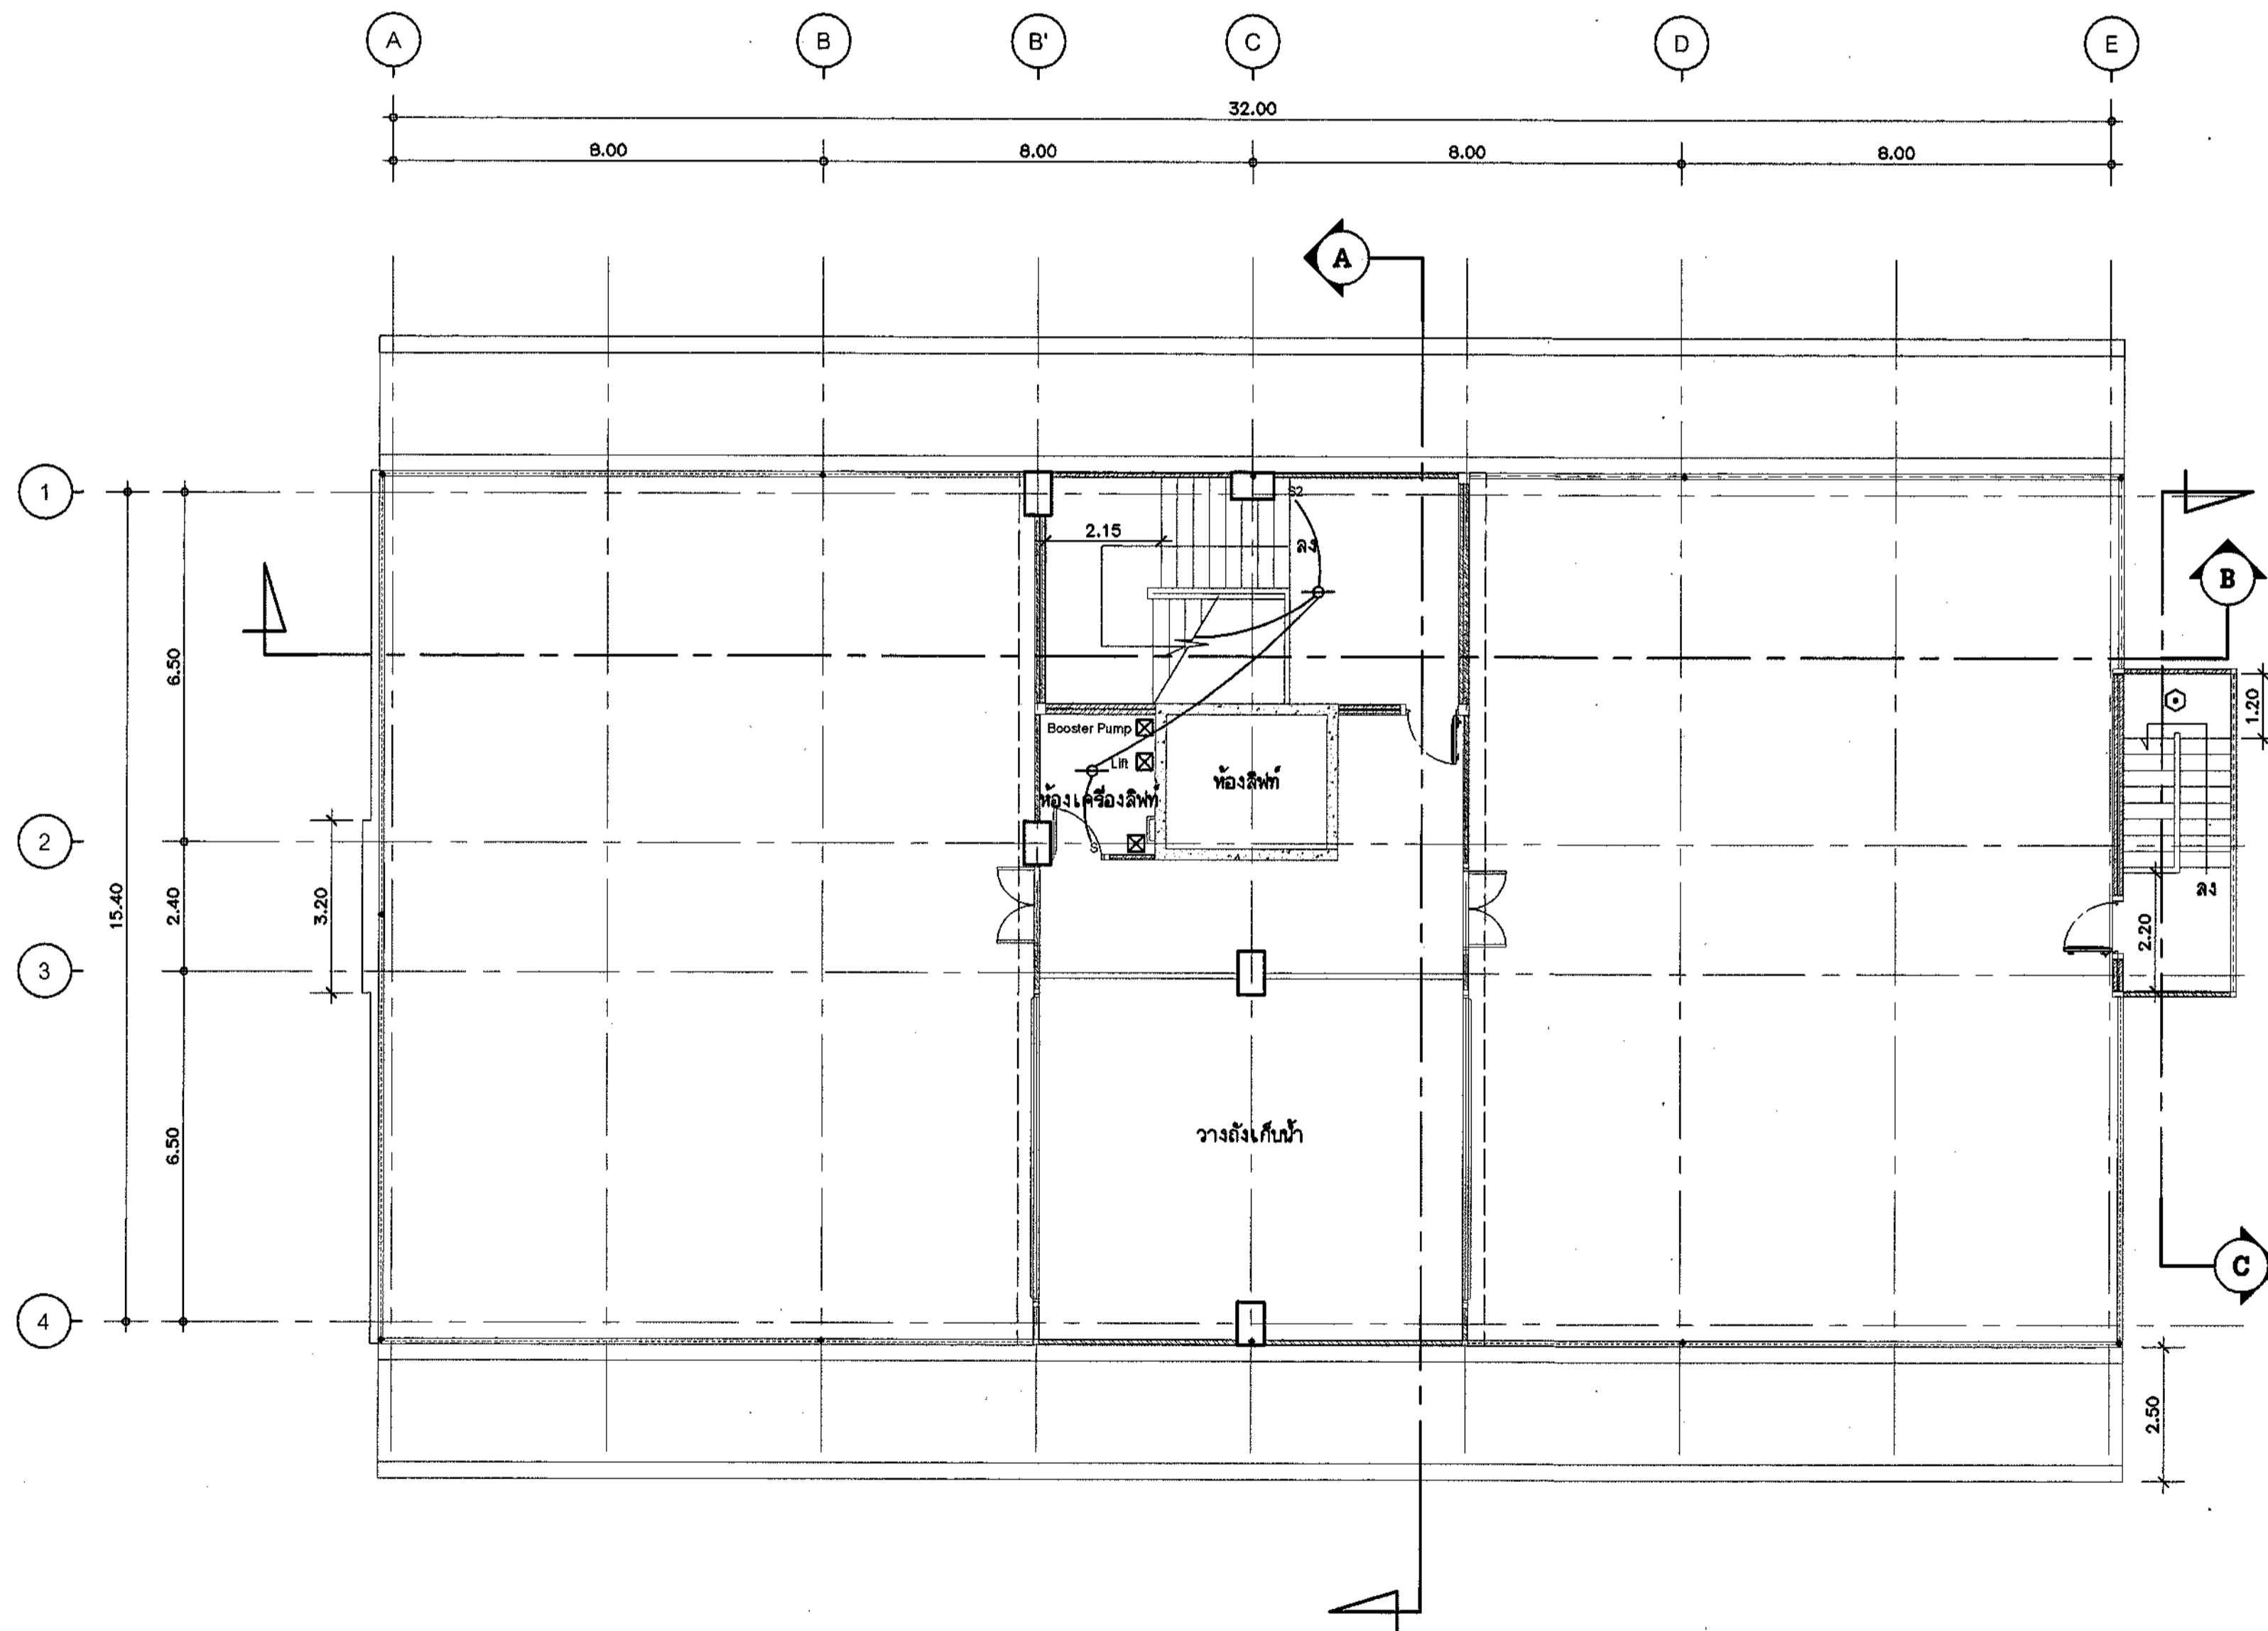 A
B
B'
C
D
E
32.00
8.00
8.00
8.00
8.00
A
1
S2
2.15
ลง
B
6.50
1.20
Booster Pump
Lift
ห้องลิฟท์
ห้องเครื่องลิฟท์
2
S
15.40
2.40
3.20
ลง
2.20
3
6.50
วางถังเก็บน้ำ
C
4
2.50